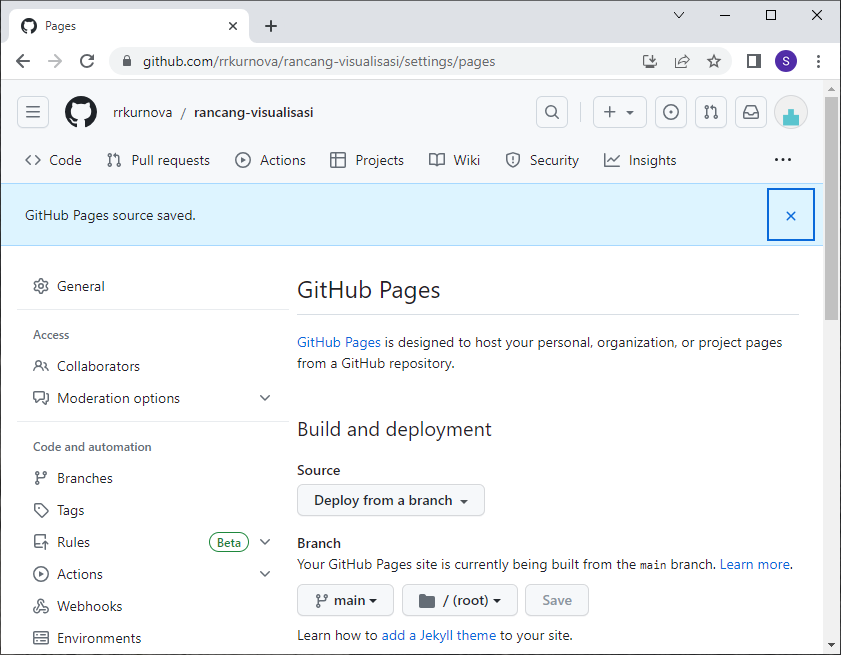 Pages
github.com/rrkurnova/rancang-visualisasi/settings/pages
S
rrkurnova / rancang-visualisasi
Code Pull requests Actions Projects Wiki Security Insights
GitHub Pages source saved.
General
Access
Collaborators
Moderation options
Code and automation
Branches
Tags
Rules Beta
Actions
Webhooks
Environments
GitHub Pages
GitHub Pages is designed to host your personal, organization, or project pages
from a GitHub repository.
Build and deployment
Source
Deploy from a branch
Branch
Your GitHub Pages site is currently being built from the main branch. Learn more.
main / (root) Save
Learn how to add a Jekyll theme to your site.